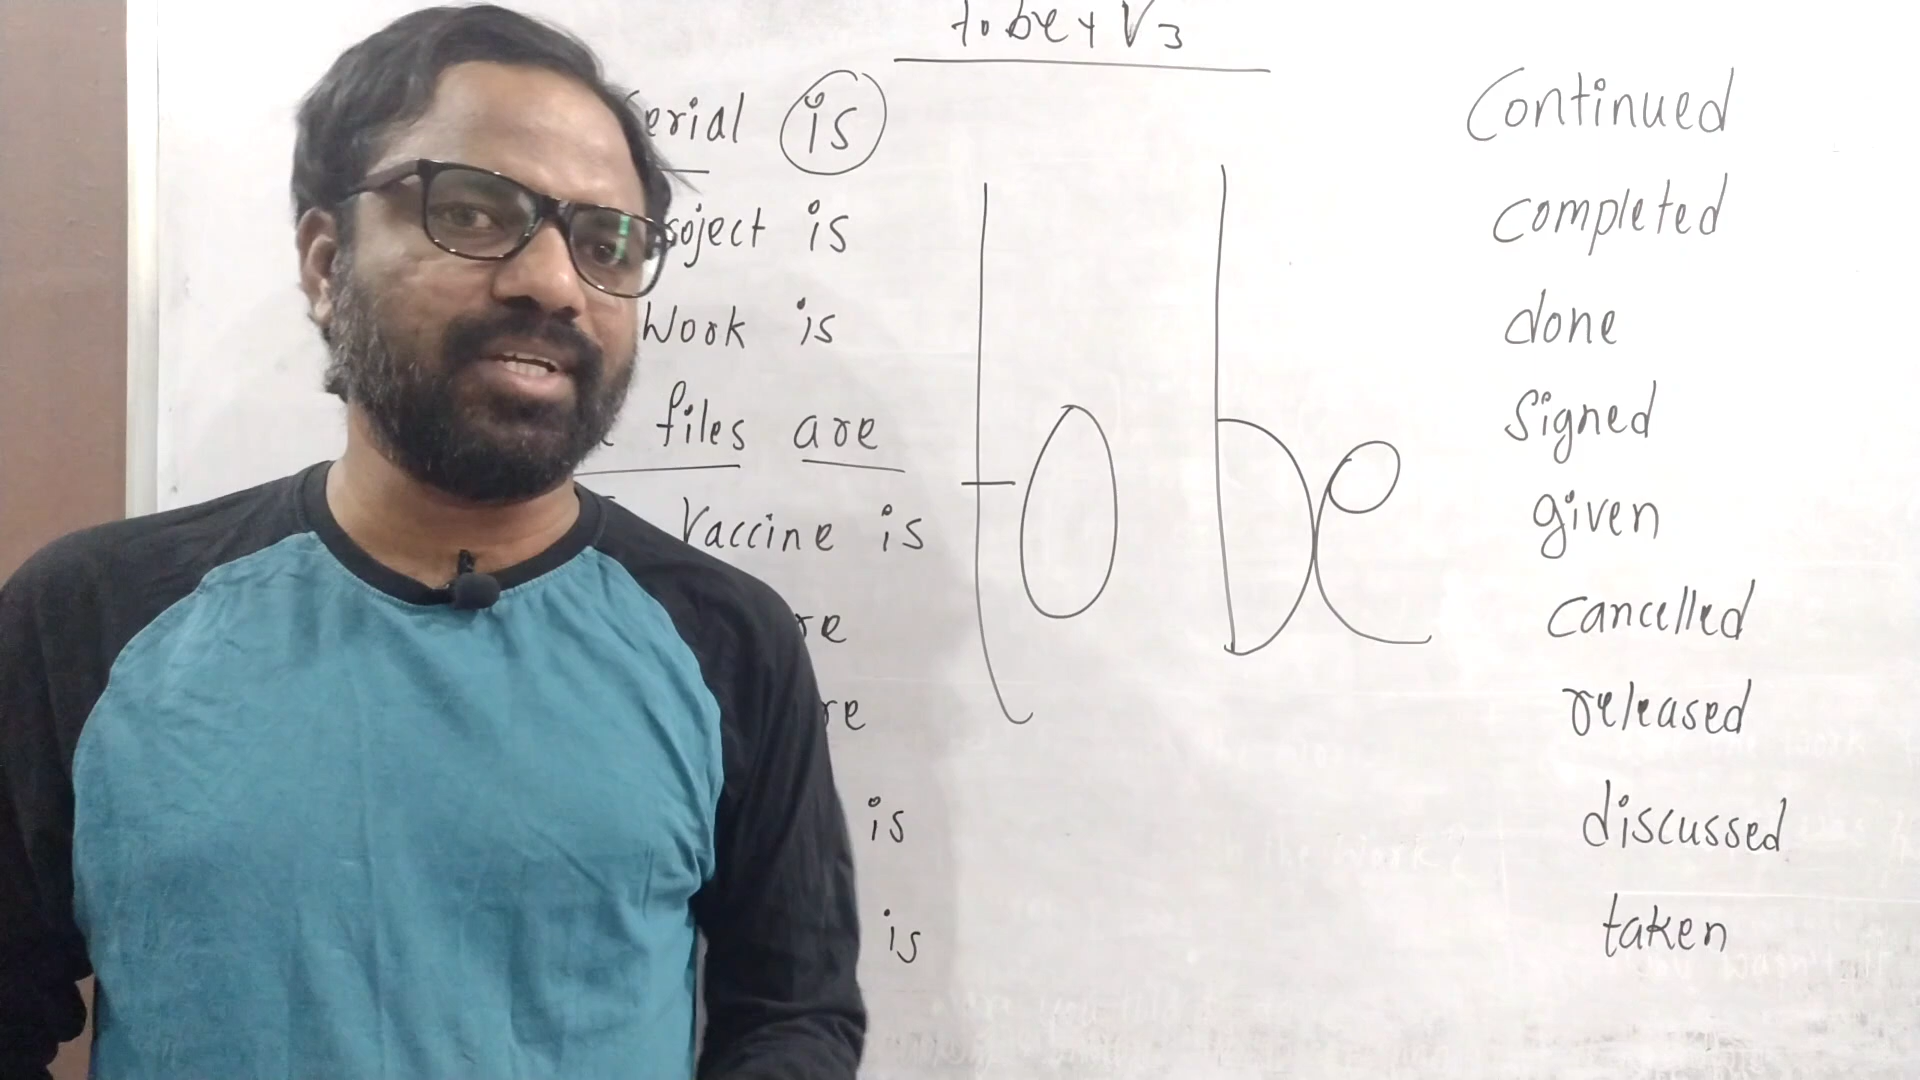 to be + V3
erial is to be Continued
roject is completed
Work is done
files are signed
Vaccine is given
re cancelled
re released
is discussed
is taken